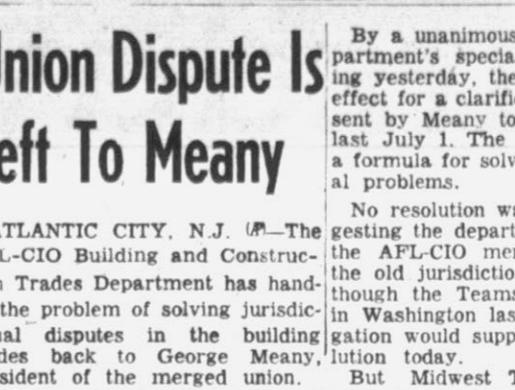 Union Dispute Is
eft To Meany
ATLANTIC CITY, N.J. (AP)—The
L-CIO Building and Construc-
Trades Department has hand-
the problem of solving jurisdic-
al disputes in the building
des back to George Meany,
sident of the merged union.
By a unanimous
partment's specia
ing yesterday, the
effect for a clarifi
sent by Meany to
last July 1. The
a formula for solv
al problems.
No resolution wa
gesting the depart
the AFL-CIO mer
the old jurisdictio
though the Teams
in Washington las
gation would supp
lution today.
But Midwest T